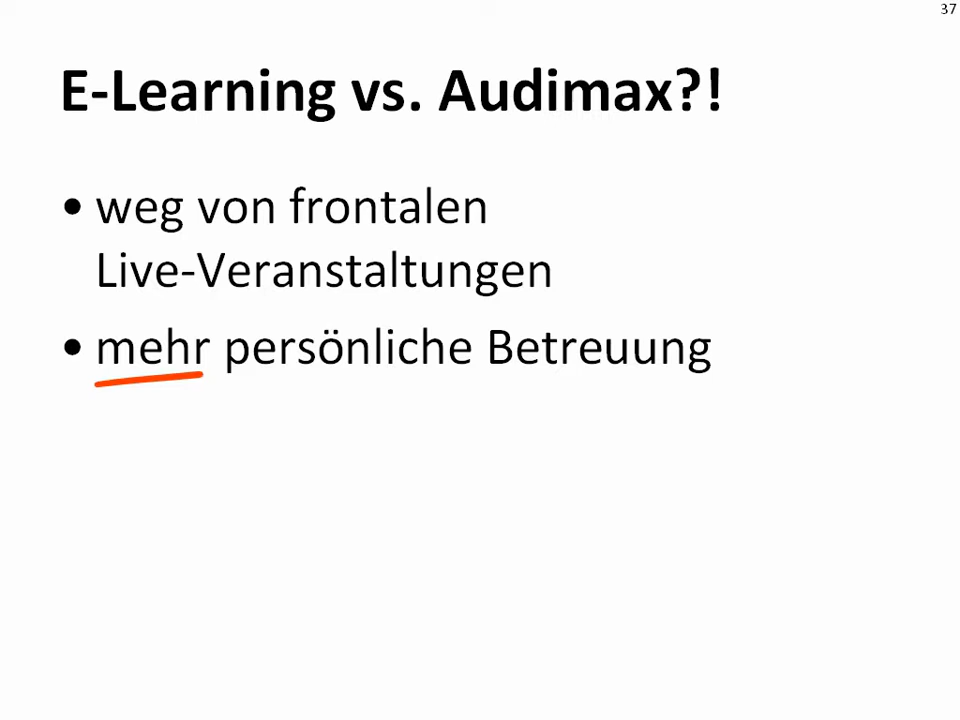 37
E-Learning vs. Audimax?!
• weg von frontalen
Live-Veranstaltungen
• mehr persönliche Betreuung